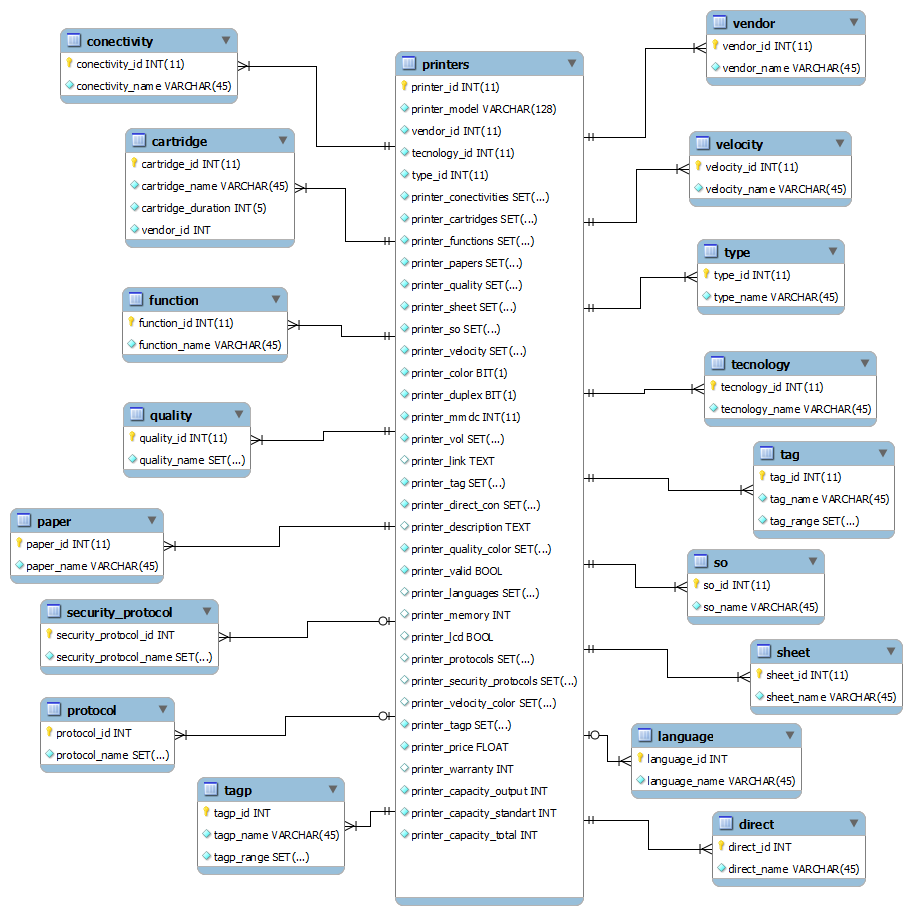 conectivity
conectivity_id INT(11)
conectivity_name VARCHAR(45)
cartridge
cartridge_id INT(11)
cartridge_name VARCHAR(45)
cartridge_duration INT(5)
vendor_id INT
function
function_id INT(11)
function_name VARCHAR(45)
quality
quality_id INT(11)
quality_name SET(...)
paper
paper_id INT(11)
paper_name VARCHAR(45)
security_protocol
security_protocol_id INT
security_protocol_name SET(...)
protocol
protocol_id INT
protocol_name SET(...)
tagp
tagp_id INT
tagp_name VARCHAR(45)
tagp_range SET(...)
printers
printer_id INT(11)
printer_model VARCHAR(128)
vendor_id INT(11)
tecnology_id INT(11)
type_id INT(11)
printer_conectivities SET(...)
printer_cartridges SET(...)
printer_functions SET(...)
printer_papers SET(...)
printer_quality SET(...)
printer_sheet SET(...)
printer_so SET(...)
printer_velocity SET(...)
printer_color BIT(1)
printer_duplex BIT(1)
printer_mmdc INT(11)
printer_vol SET(...)
printer_link TEXT
printer_tag SET(...)
printer_direct_con SET(...)
printer_description TEXT
printer_quality_color SET(...)
printer_valid BOOL
printer_languages SET(...)
printer_memory INT
printer_lcd BOOL
printer_protocols SET(...)
printer_security_protocols SET(...)
printer_velocity_color SET(...)
printer_tagp SET(...)
printer_price FLOAT
printer_warranty INT
printer_capacity_output INT
printer_capacity_standart INT
printer_capacity_total INT
vendor
vendor_id INT(11)
vendor_name VARCHAR(45)
velocity
velocity_id INT(11)
velocity_name VARCHAR(45)
type
type_id INT(11)
type_name VARCHAR(45)
tecnology
tecnology_id INT(11)
tecnology_name VARCHAR(45)
tag
tag_id INT(11)
tag_name VARCHAR(45)
tag_range SET(...)
so
so_id INT(11)
so_name VARCHAR(45)
sheet
sheet_id INT(11)
sheet_name VARCHAR(45)
language
language_id INT
language_name VARCHAR(45)
direct
direct_id INT
direct_name VARCHAR(45)